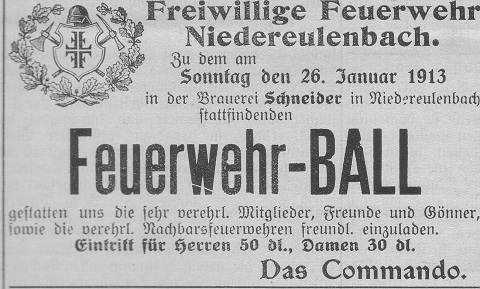 Freiwillige Feuerwehr
Niedereulenbach.
Zu dem am
Sonntag den 26. Januar 1913
in der Brauerei Schneider in Niedereulenbach
stattfindenden
Feuerwehr-BALL
gestatten uns die sehr verehrl. Mitglieder, Freunde und Gönner,
sowie die verehrl. Nachbarsfeuerwehren freundl. einzuladen.
Eintritt für Herren 50 dl., Damen 30 dl.
Das Commando.